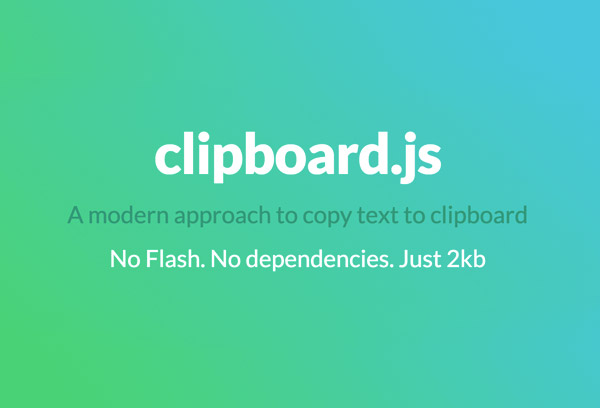 clipboard.js
A modern approach to copy text to clipboard
No Flash. No dependencies. Just 2kb